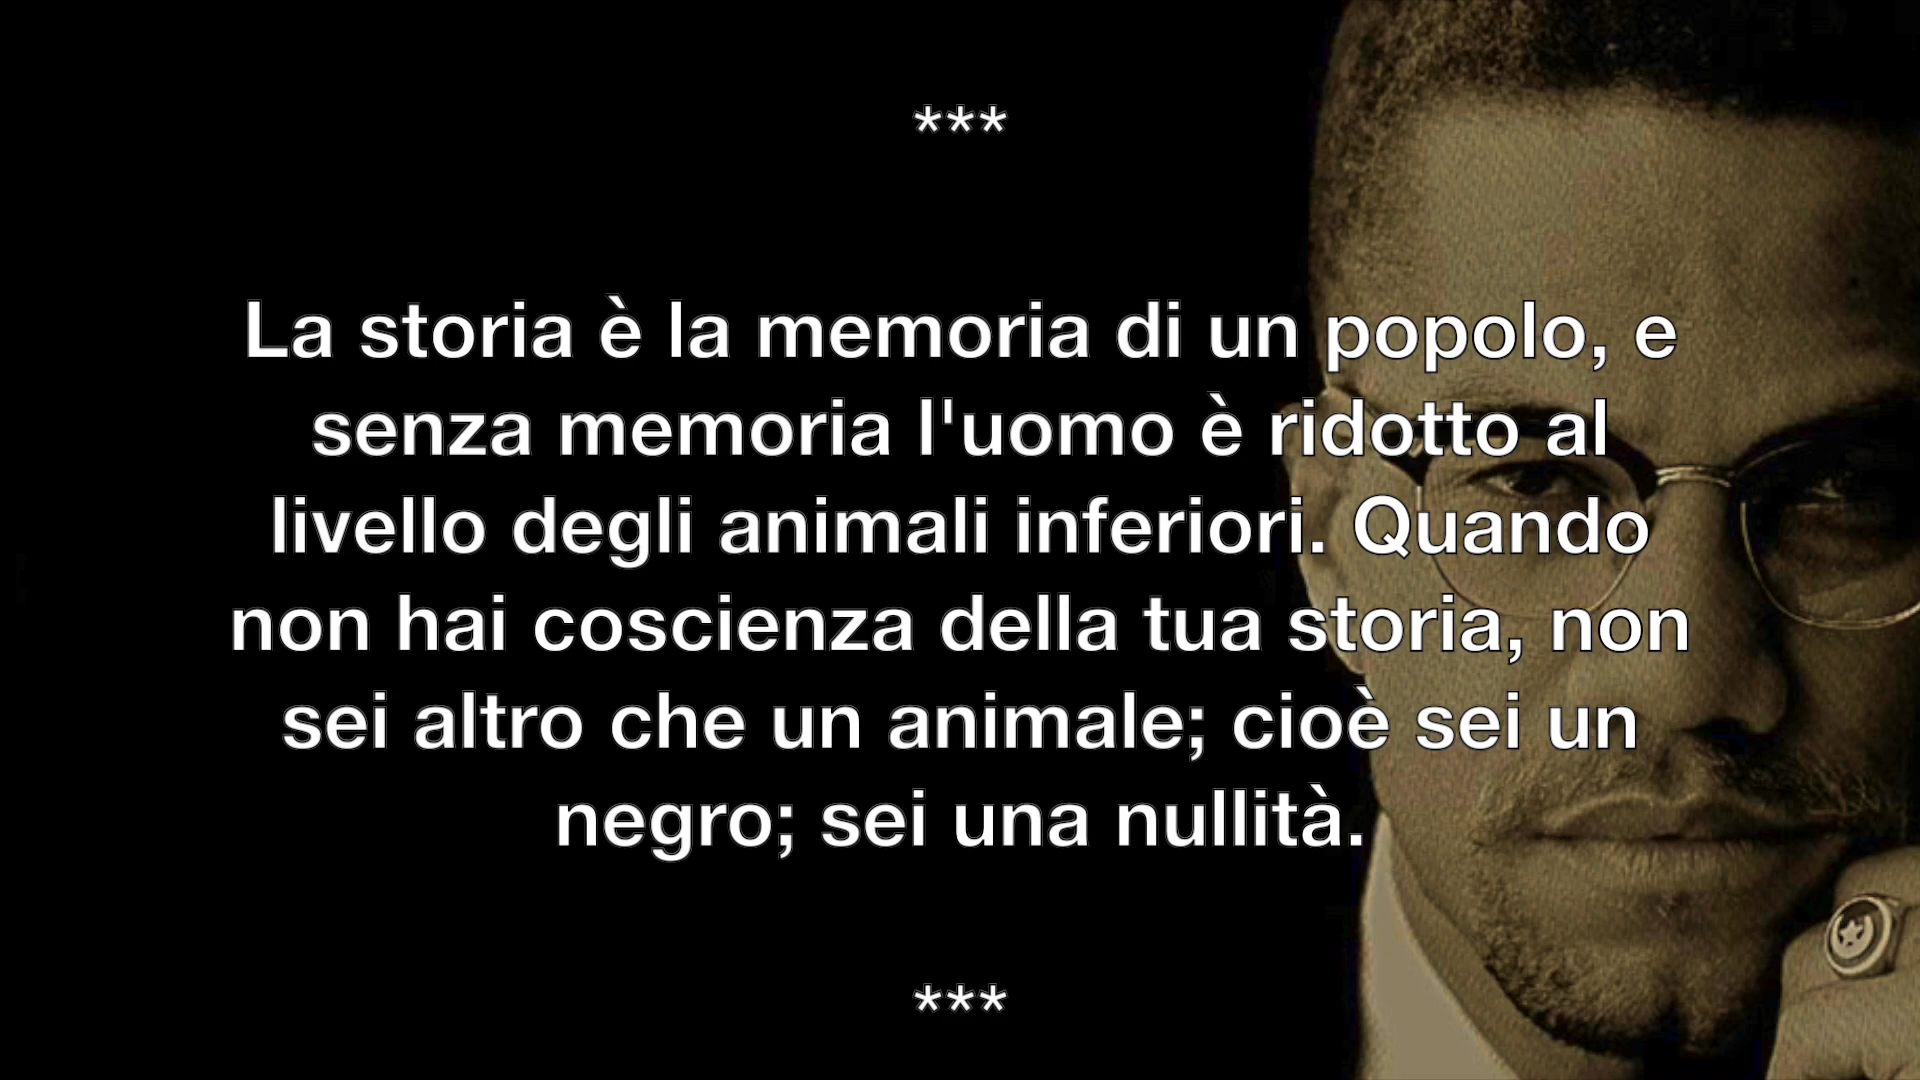 ***
La storia è la memoria di un popolo, e
senza memoria l'uomo è ridotto al
livello degli animali inferiori. Quando
non hai coscienza della tua storia, non
sei altro che un animale; cioè sei un
negro; sei una nullità.
***